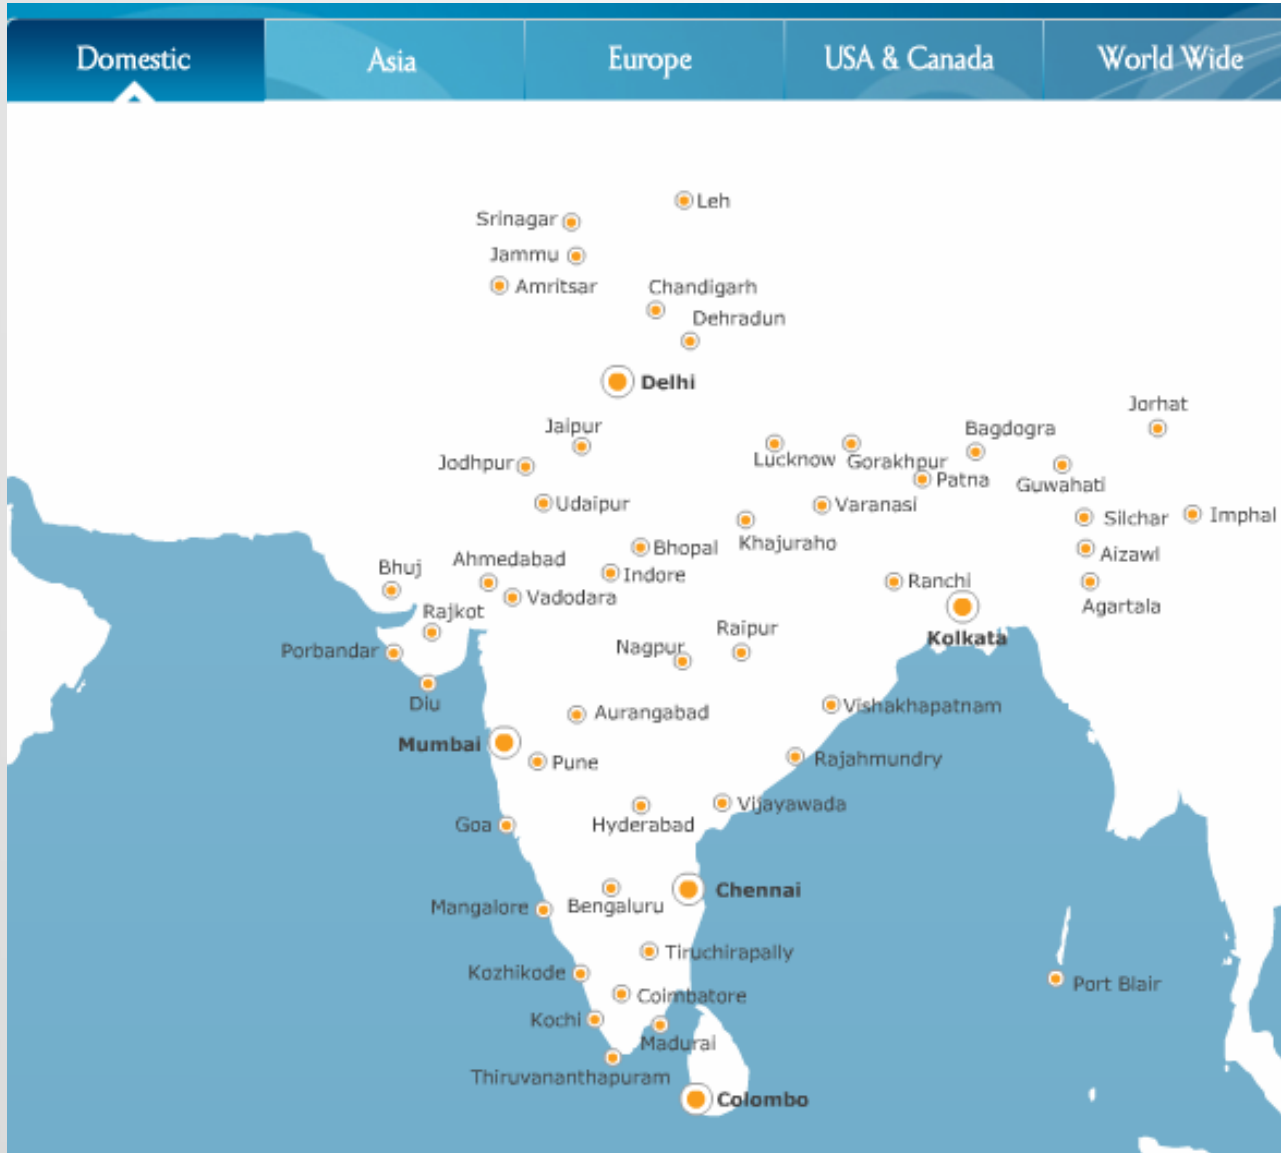 Domestic
Asia
Europe
USA & Canada
World Wide
Leh
Srinagar
Jammu
Amritsar
Chandigarh
Dehradun
Delhi
Jorhat
Jaipur
Bagdogra
Jodhpur
Lucknow
Gorakhpur
Patna
Guwahati
Udaipur
Varanasi
Silchar
Imphal
Khajuraho
Bhopal
Aizawl
Ahmedabad
Bhuj
Indore
Ranchi
Vadodara
Agartala
Rajkot
Raipur
Kolkata
Porbandar
Nagpur
Diu
Vishakhapatnam
Aurangabad
Mumbai
Pune
Rajahmundry
Vijayawada
Goa
Hyderabad
Chennai
Mangalore
Bengaluru
Tiruchirapally
Kozhikode
Port Blair
Coimbatore
Kochi
Madurai
Thiruvananthapuram
Colombo